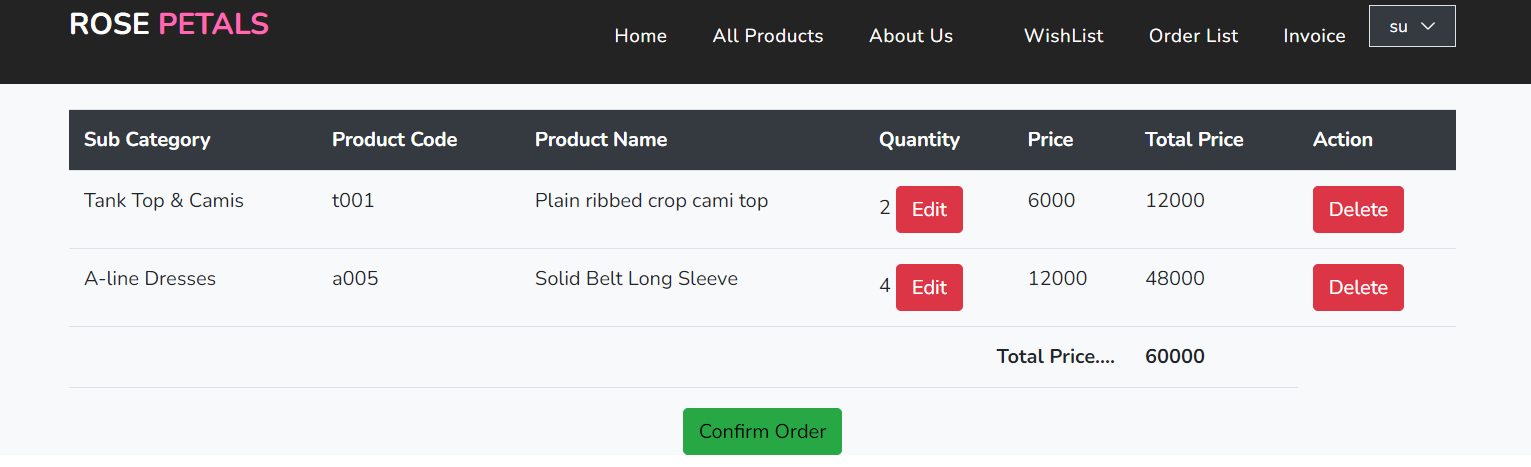 ROSE PETALS
Home All Products About Us WishList Order List Invoice su
Sub Category Product Code Product Name Quantity Price Total Price Action
Tank Top & Camis t001 Plain ribbed crop cami top 2 Edit 6000 12000 Delete
A-line Dresses a005 Solid Belt Long Sleeve 4 Edit 12000 48000 Delete
Total Price.... 60000
Confirm Order